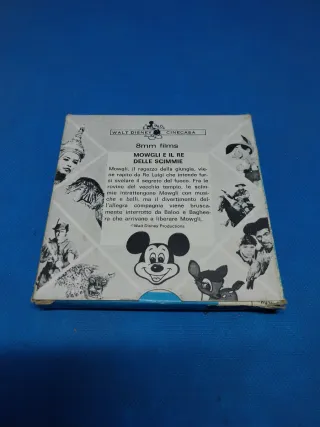 WALT DISNEY CINECASA
8mm films
MOWGLI E IL RE
DELLE SCIMMIE
Mowgli, il ragazzo della giungla, vie-
ne rapito da Re Luigi che intende far-
si svelare il segreto del fuoco. Fra le
rovine del vecchio tempio, le scim-
mie intrattengono Mowgli con musi-
che e balli, ma il divertimento del-
l'allegra compagnia viene brusca-
mente interrotto da Baloo e Baghee-
ra che arrivano a liberare Mowgli.
©Walt Disney Productions